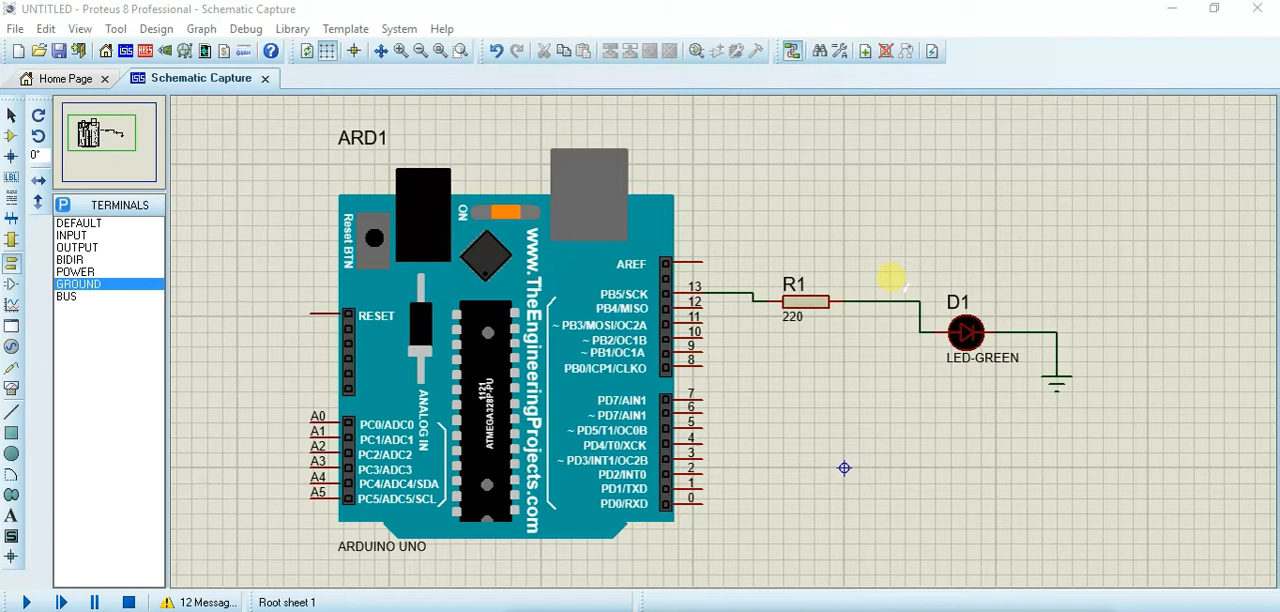 UNTITLED - Proteus 8 Professional - Schematic Capture
File Edit View Tool Design Graph Debug Library Template System Help
Home Page
Schematic Capture
0°
LBL
P TERMINALS
DEFAULT
INPUT
OUTPUT
BIDIR
POWER
GROUND
BUS
A
S
ARD1
Reset BTN
ON
www.TheEngineeringProjects.com
AREF
PB5/SCK 13
PB4/MISO 12
~ PB3/MOSI/OC2A 11
~ PB2/OC1B 10
~ PB1/OC1A 9
PB0/ICP1/CLKO 8
RESET
ANALOG IN
1121
ATMEGA328P-PU
PD7/AIN1 7
~ PD7/AIN1 6
~ PD5/T1/OC0B 5
PD4/T0/XCK 4
~ PD3/INT1/OC2B 3
PD2/INT0 2
PD1/TXD 1
PD0/RXD 0
A0 PC0/ADC0
A1 PC1/ADC1
A2 PC2/ADC2
A3 PC3/ADC3
A4 PC4/ADC4/SDA
A5 PC5/ADC5/SCL
ARDUINO UNO
R1
220
D1
LED-GREEN
12 Messag...
Root sheet 1